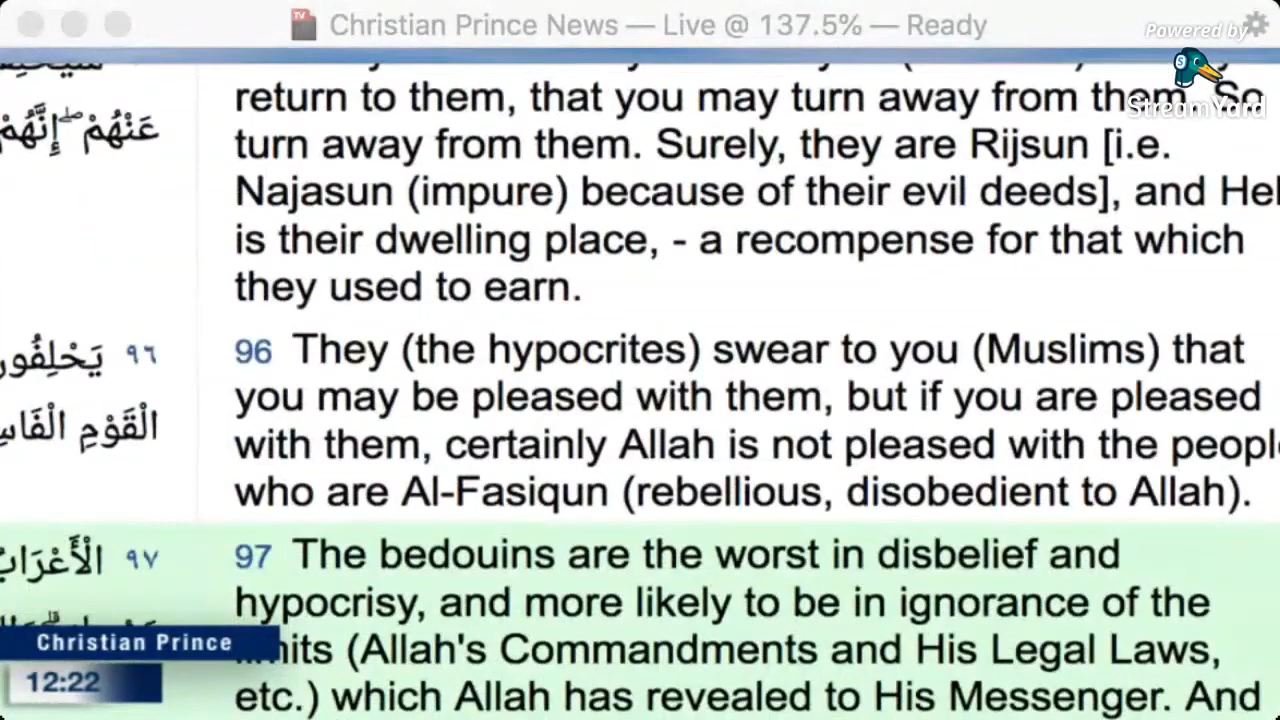 Christian Prince News — Live @ 137.5% — Ready
Powered by
StreamYard
return to them, that you may turn away from them. So
turn away from them. Surely, they are Rijsun [i.e.
Najasun (impure) because of their evil deeds], and Hel
is their dwelling place, - a recompense for that which
they used to earn.
عَنْهُمْ ۖ إِنَّهُمْ
96 They (the hypocrites) swear to you (Muslims) that
you may be pleased with them, but if you are pleased
with them, certainly Allah is not pleased with the peopl
who are Al-Fasiqun (rebellious, disobedient to Allah).
٩٦ يَحْلِفُو
الْقَوْمِ الْفَا
97 The bedouins are the worst in disbelief and
hypocrisy, and more likely to be in ignorance of the
limits (Allah's Commandments and His Legal Laws,
etc.) which Allah has revealed to His Messenger. And
٩٧ الْأَعْرَا
Christian Prince
12:22